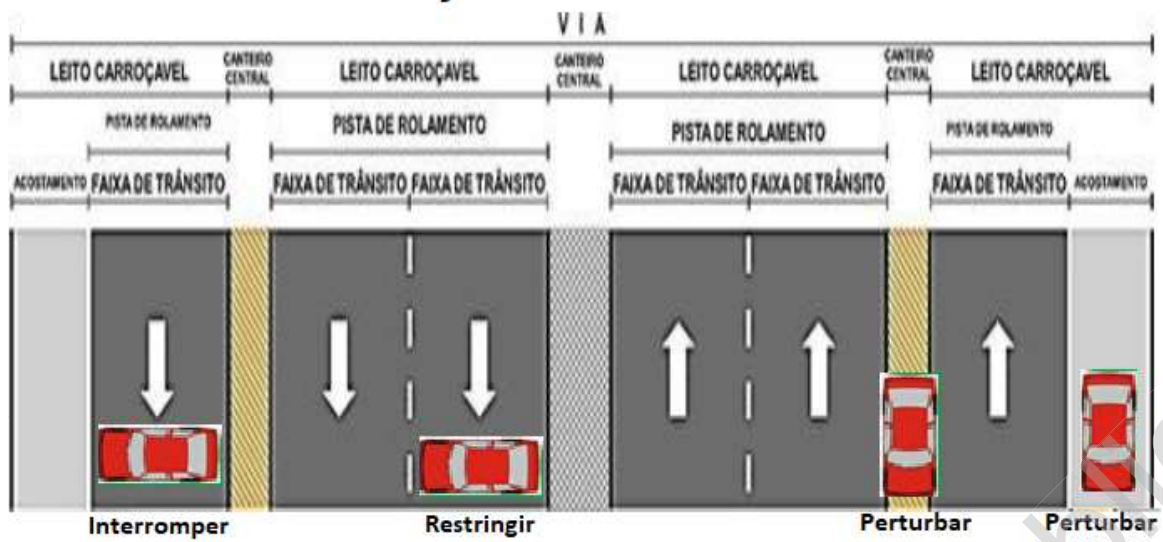 V I A
LEITO CARROÇAVEL CANTEIRO CENTRAL LEITO CARROÇAVEL CANTEIRO CENTRAL LEITO CARROÇAVEL CANTEIRO CENTRAL LEITO CARROÇAVEL
PISTA DE ROLAMENTO PISTA DE ROLAMENTO PISTA DE ROLAMENTO PISTA DE ROLAMENTO
ACOSTAMENTO FAIXA DE TRÂNSITO FAIXA DE TRÂNSITO FAIXA DE TRÂNSITO FAIXA DE TRÂNSITO FAIXA DE TRÂNSITO FAIXA DE TRÂNSITO ACOSTAMENTO
Interromper Restringir Perturbar Perturbar